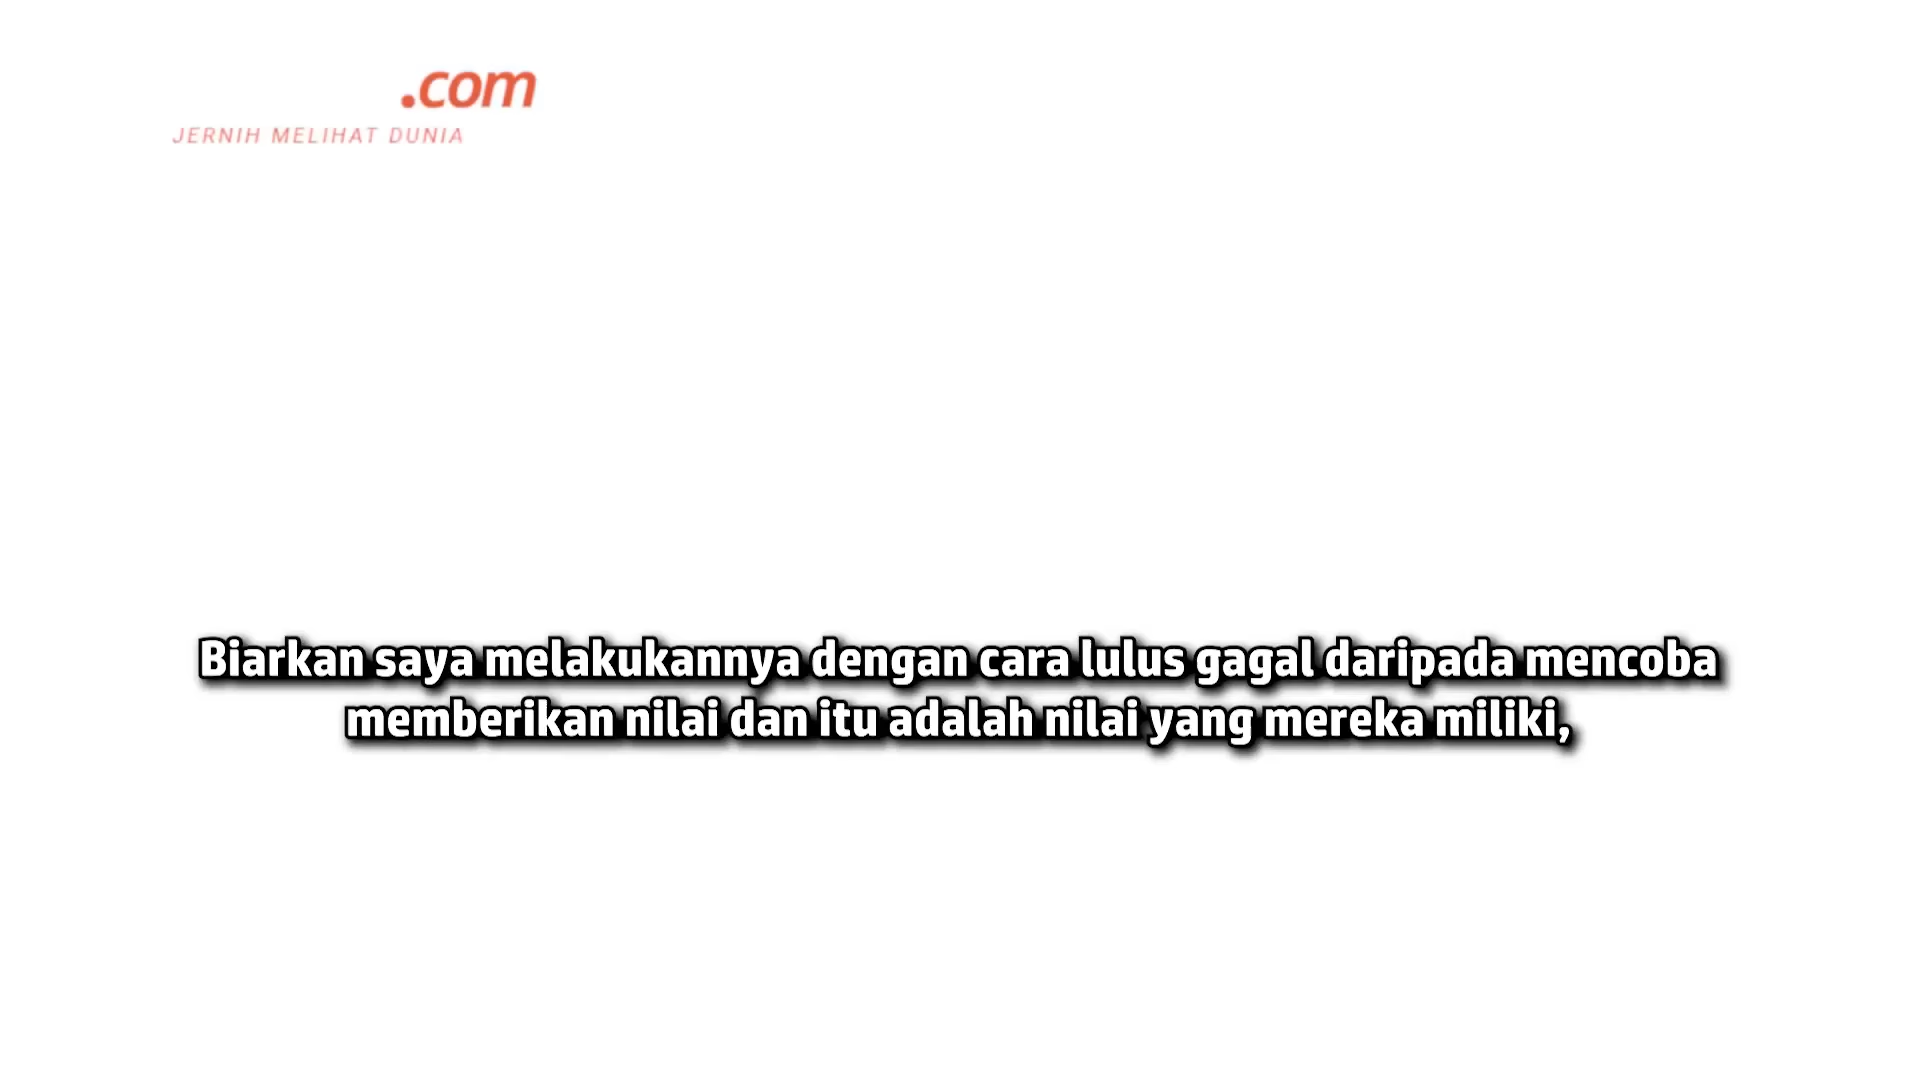 .com
JERNIH MELIHAT DUNIA
Biarkan saya melakukannya dengan cara lulus gagal daripada mencoba
memberikan nilai dan itu adalah nilai yang mereka miliki,